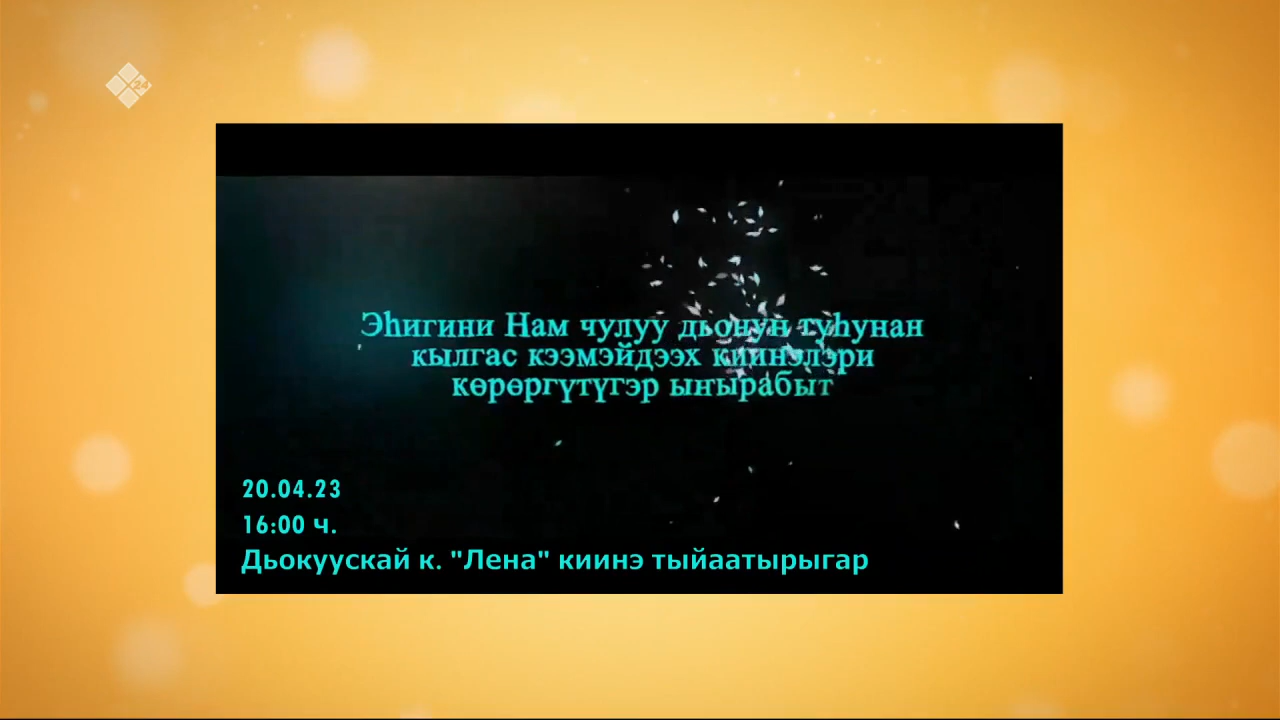 24
Эһигини Нам чулуу дьонун туһунан
кылгас кээмэйдээх киинэлэри
көрөргүтүгэр ыҥырабыт
20.04.23
16:00 ч.
Дьокуускай к. "Лена" киинэ тыйаатырыгар